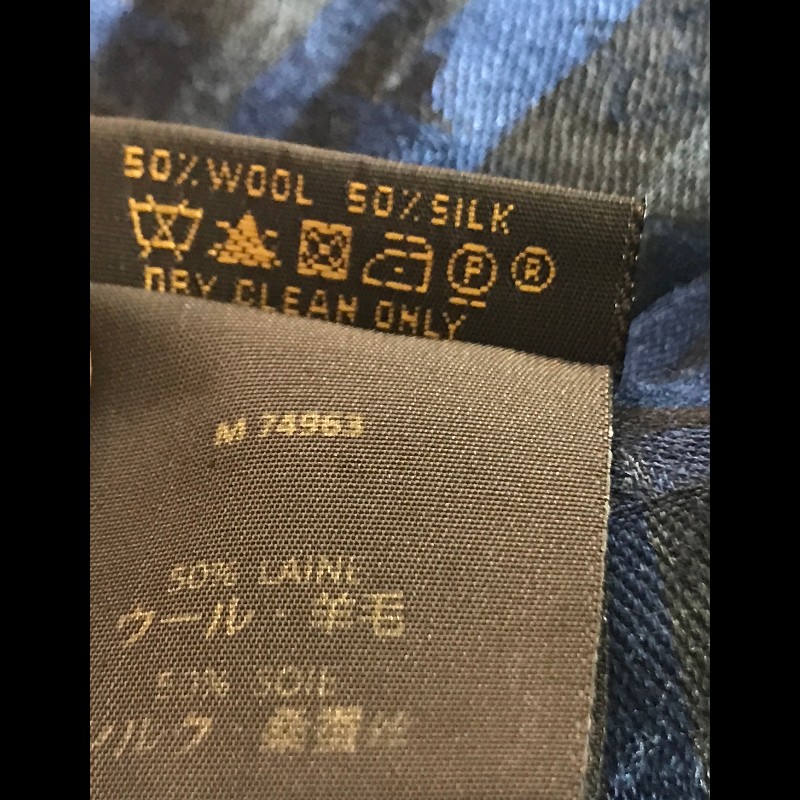 50% WOOL 50% SILK
P R
DRY CLEAN ONLY
M 74963
50% LAINE
ウール・羊毛
50% SOIE
シルク・桑蚕丝